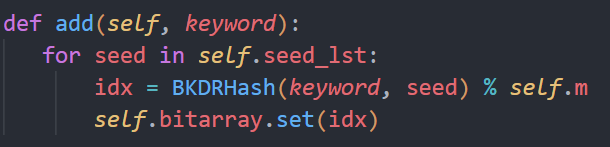 def add(self, keyword):
    for seed in self.seed_lst:
        idx = BKDRHash(keyword, seed) % self.m
        self.bitarray.set(idx)